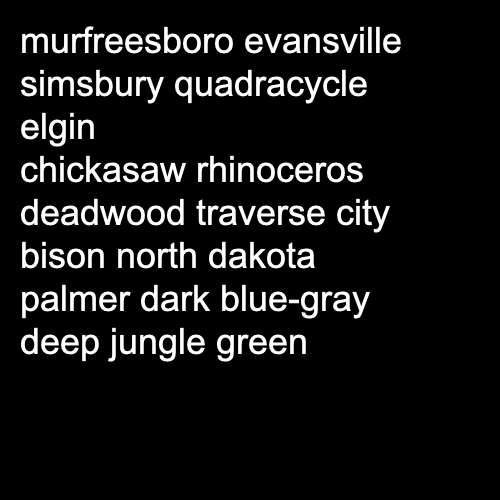 murfreesboro evansville
simsbury quadracycle
elgin
chickasaw rhinoceros
deadwood traverse city
bison north dakota
palmer dark blue-gray
deep jungle green